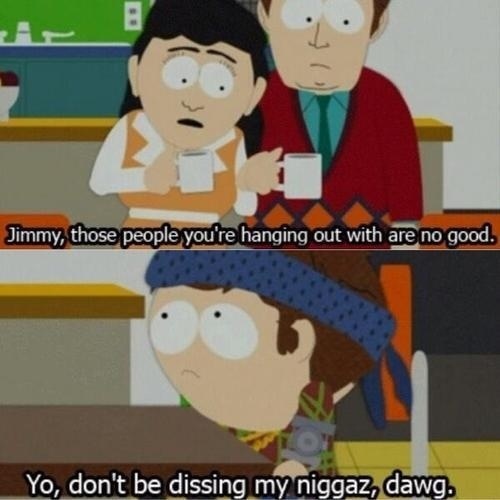 Jimmy, those people you're hanging out with are no good.
Yo, don't be dissing my niggaz, dawg.